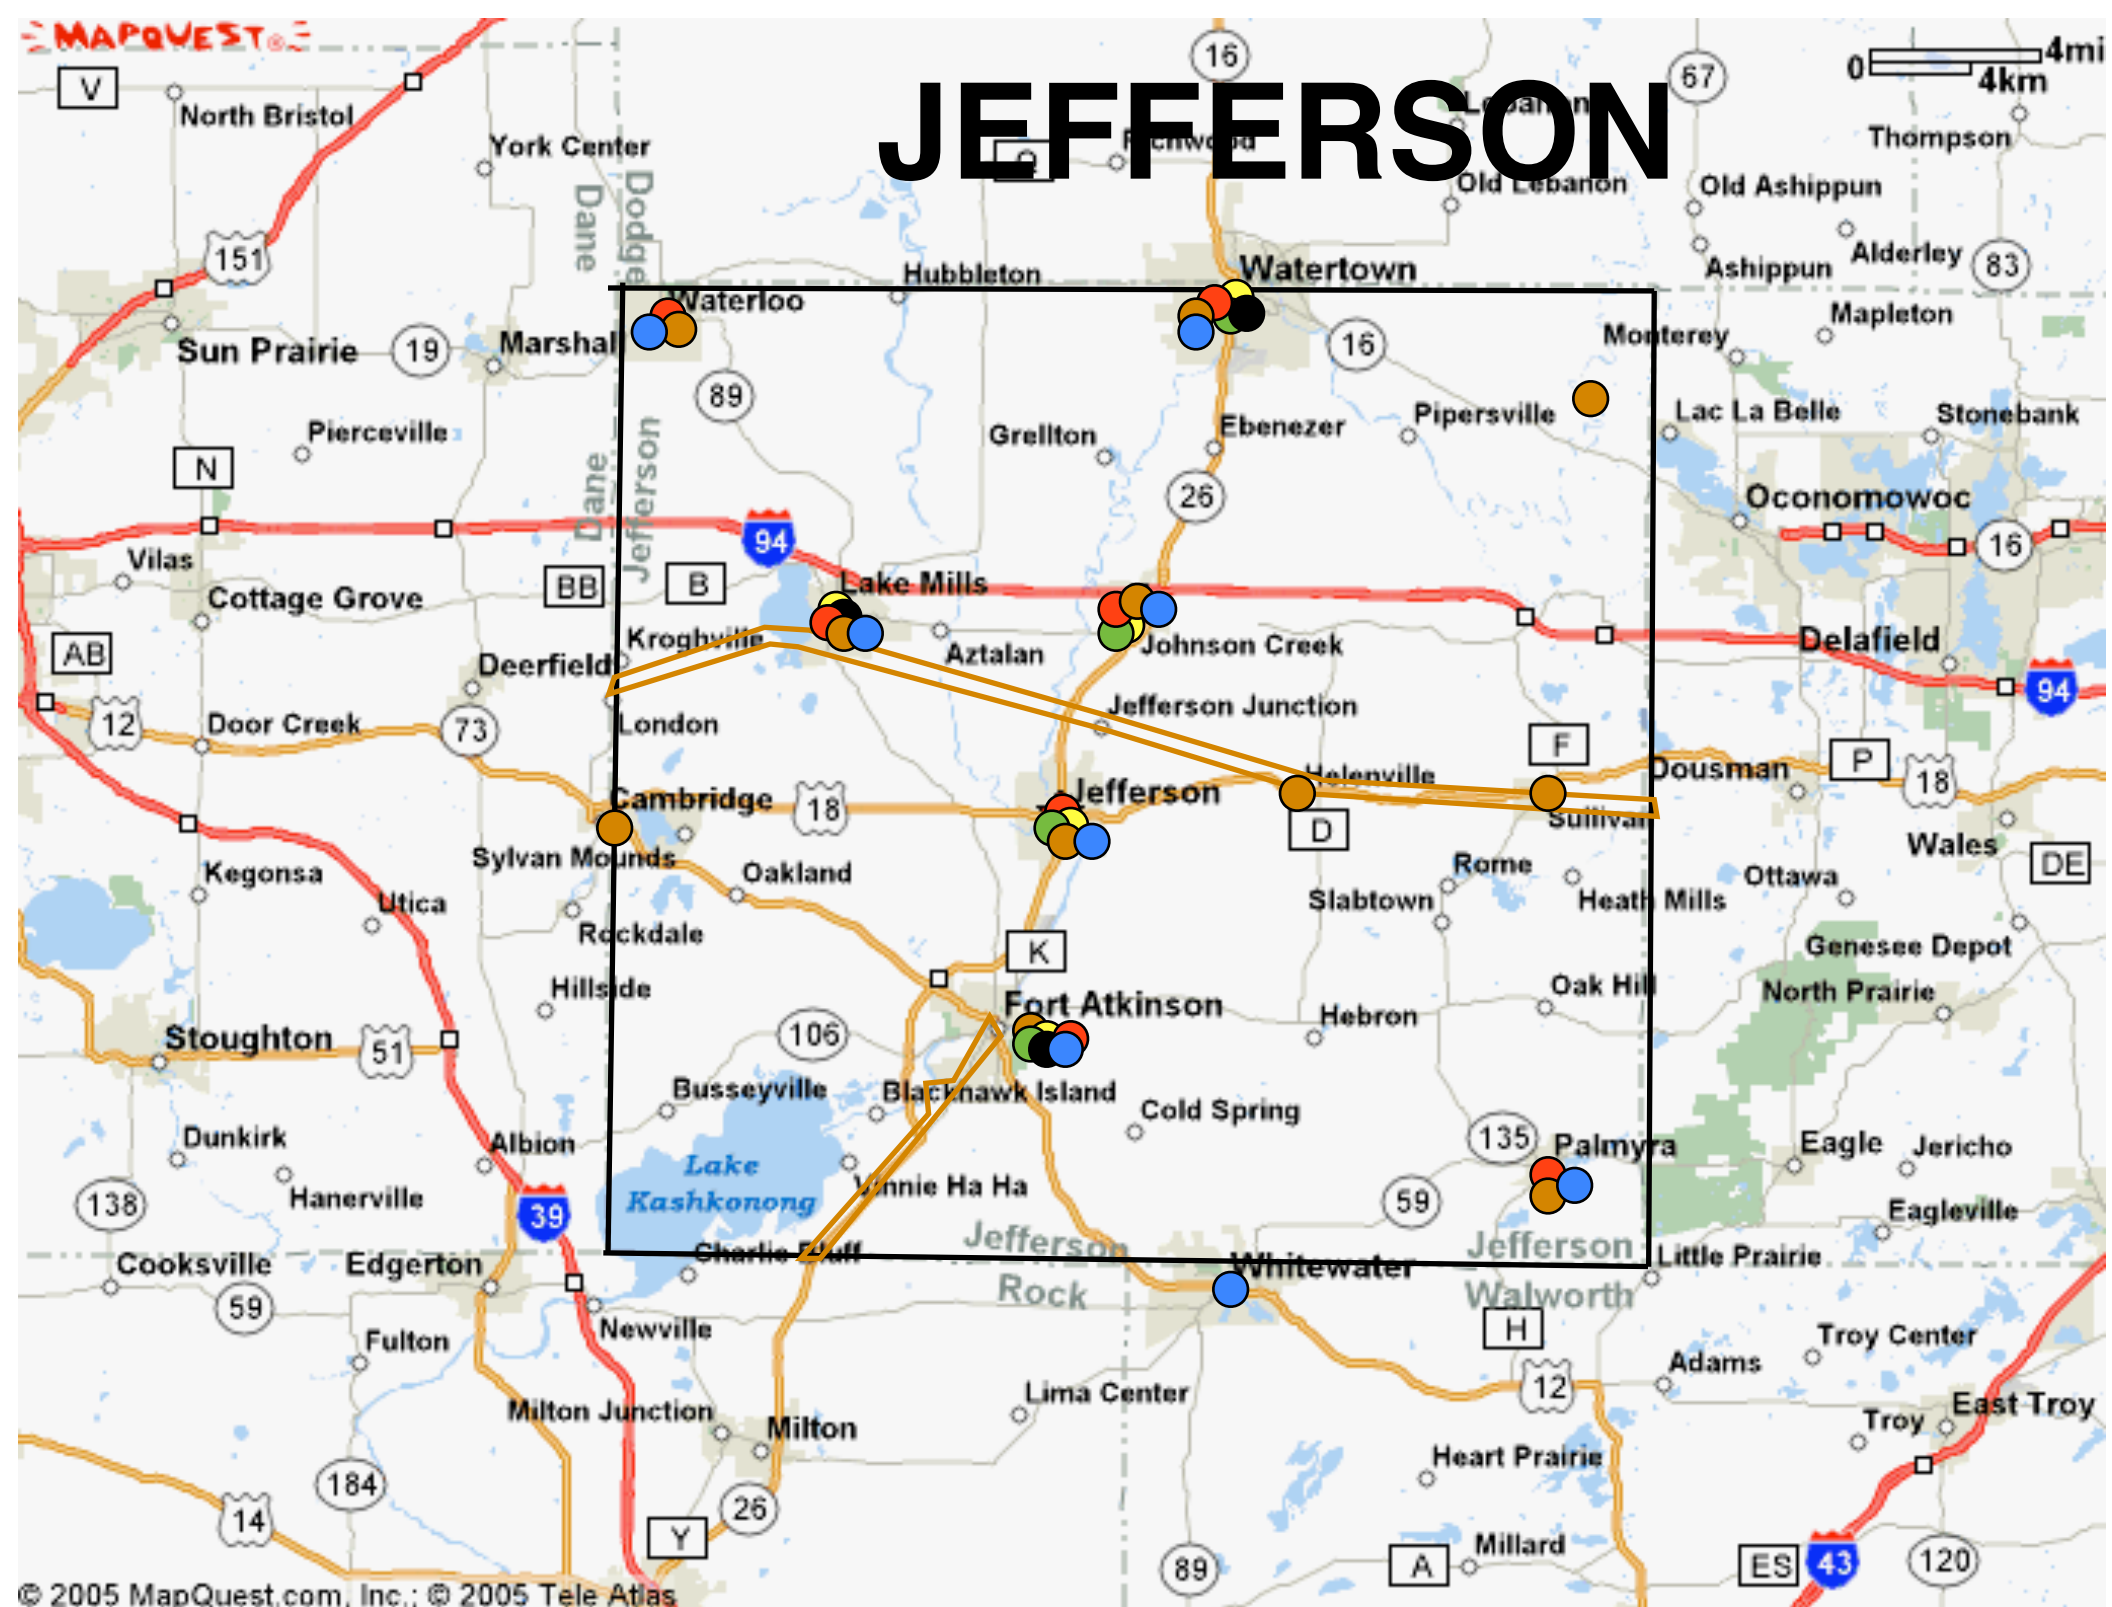 MAPQUEST
16
67
0
4mi
4km
V
North Bristol
JEFFERSON
Lebanon
Thompson
York Center
Q
Richwood
Old Lebanon
Old Ashippun
Dane
Dodge
151
Hubbleton
Watertown
Ashippun
Alderley
83
Waterloo
Mapleton
Sun Prairie
19
Marshall
16
Monterey
89
Pierceville
Grellton
Ebenezer
Pipersville
Lac La Belle
Stonebank
N
Dane
Jefferson
26
Oconomowoc
94
16
Vilas
BB
B
Lake Mills
Cottage Grove
AB
Kroghville
Aztalan
Johnson Creek
Delafield
Deerfield
94
12
Door Creek
73
London
Jefferson Junction
F
P
18
Cambridge
18
Jefferson
Helenville
Dousman
D
Sullivan
Wales
DE
Sylvan Mounds
Kegonsa
Oakland
Rome
Ottawa
Utica
Slabtown
Heath Mills
Rockdale
K
Genesee Depot
Hillside
Fort Atkinson
Oak Hill
North Prairie
Stoughton
51
106
Hebron
Busseyville
Blackhawk Island
Cold Spring
Dunkirk
Albion
135
Palmyra
Eagle
Jericho
Lake
Kashkonong
138
Hanerville
39
Vinnie Ha Ha
59
Eagleville
Jefferson
Jefferson
Cooksville
Edgerton
Charlie Bluff
Whitewater
Little Prairie
59
Rock
Walworth
Newville
H
Fulton
Troy Center
12
Adams
Milton Junction
Milton
Lima Center
Troy
East Troy
184
26
Heart Prairie
14
Y
89
A
Millard
ES
43
120
© 2005 MapQuest.com, Inc.; © 2005 Tele Atlas